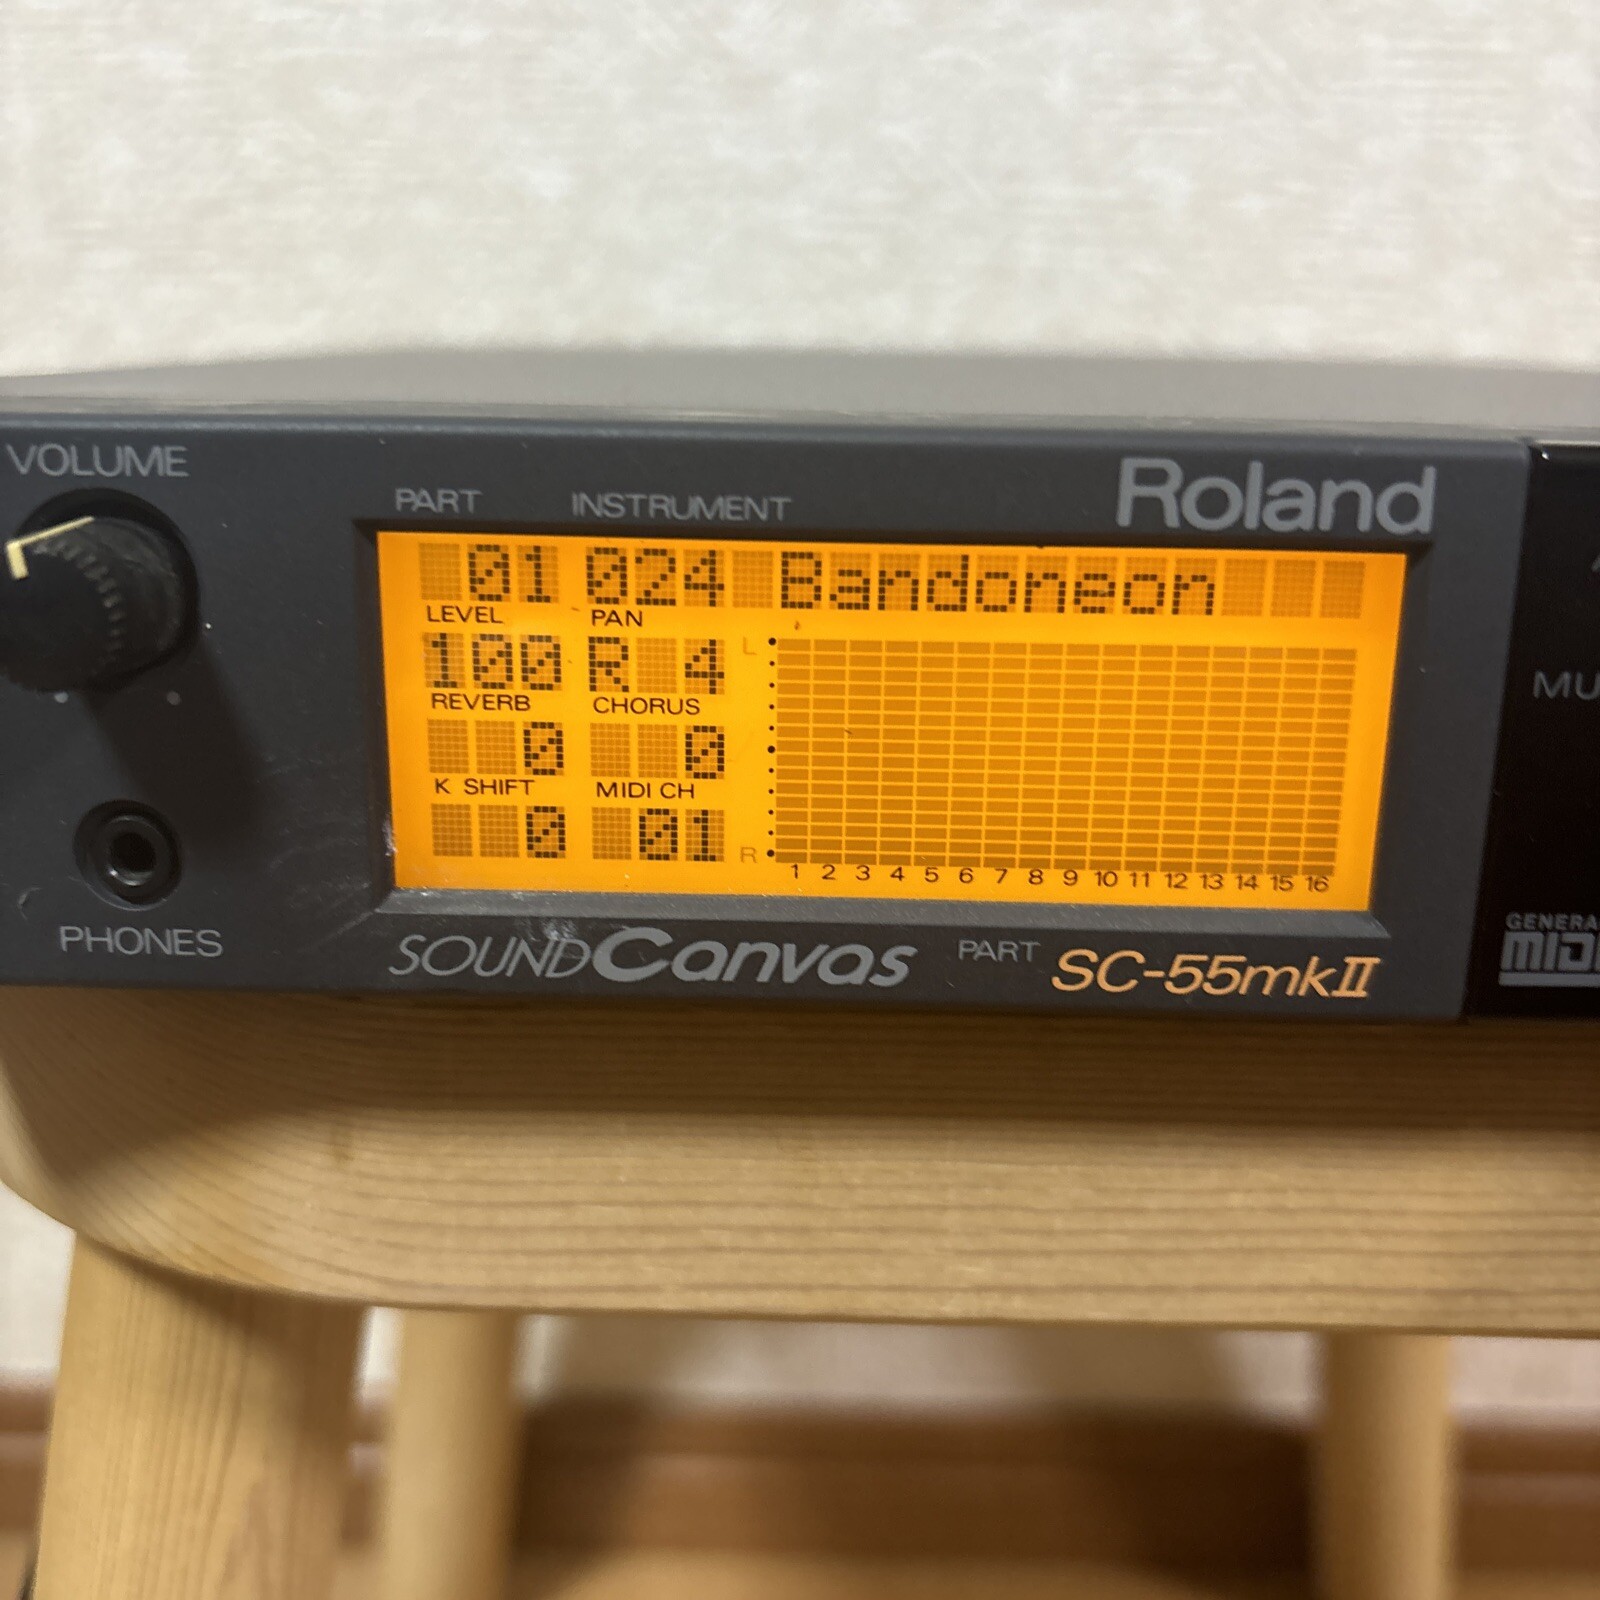 VOLUME
PART INSTRUMENT
Roland
01 024 Bandoneon
LEVEL PAN
100 R 4
L
REVERB CHORUS
0 0
K SHIFT MIDI CH
0 01
R
1 2 3 4 5 6 7 8 9 10 11 12 13 14 15 16
PHONES
SOUND Canvas PART SC-55mkII
MU
GENERA
MIDI